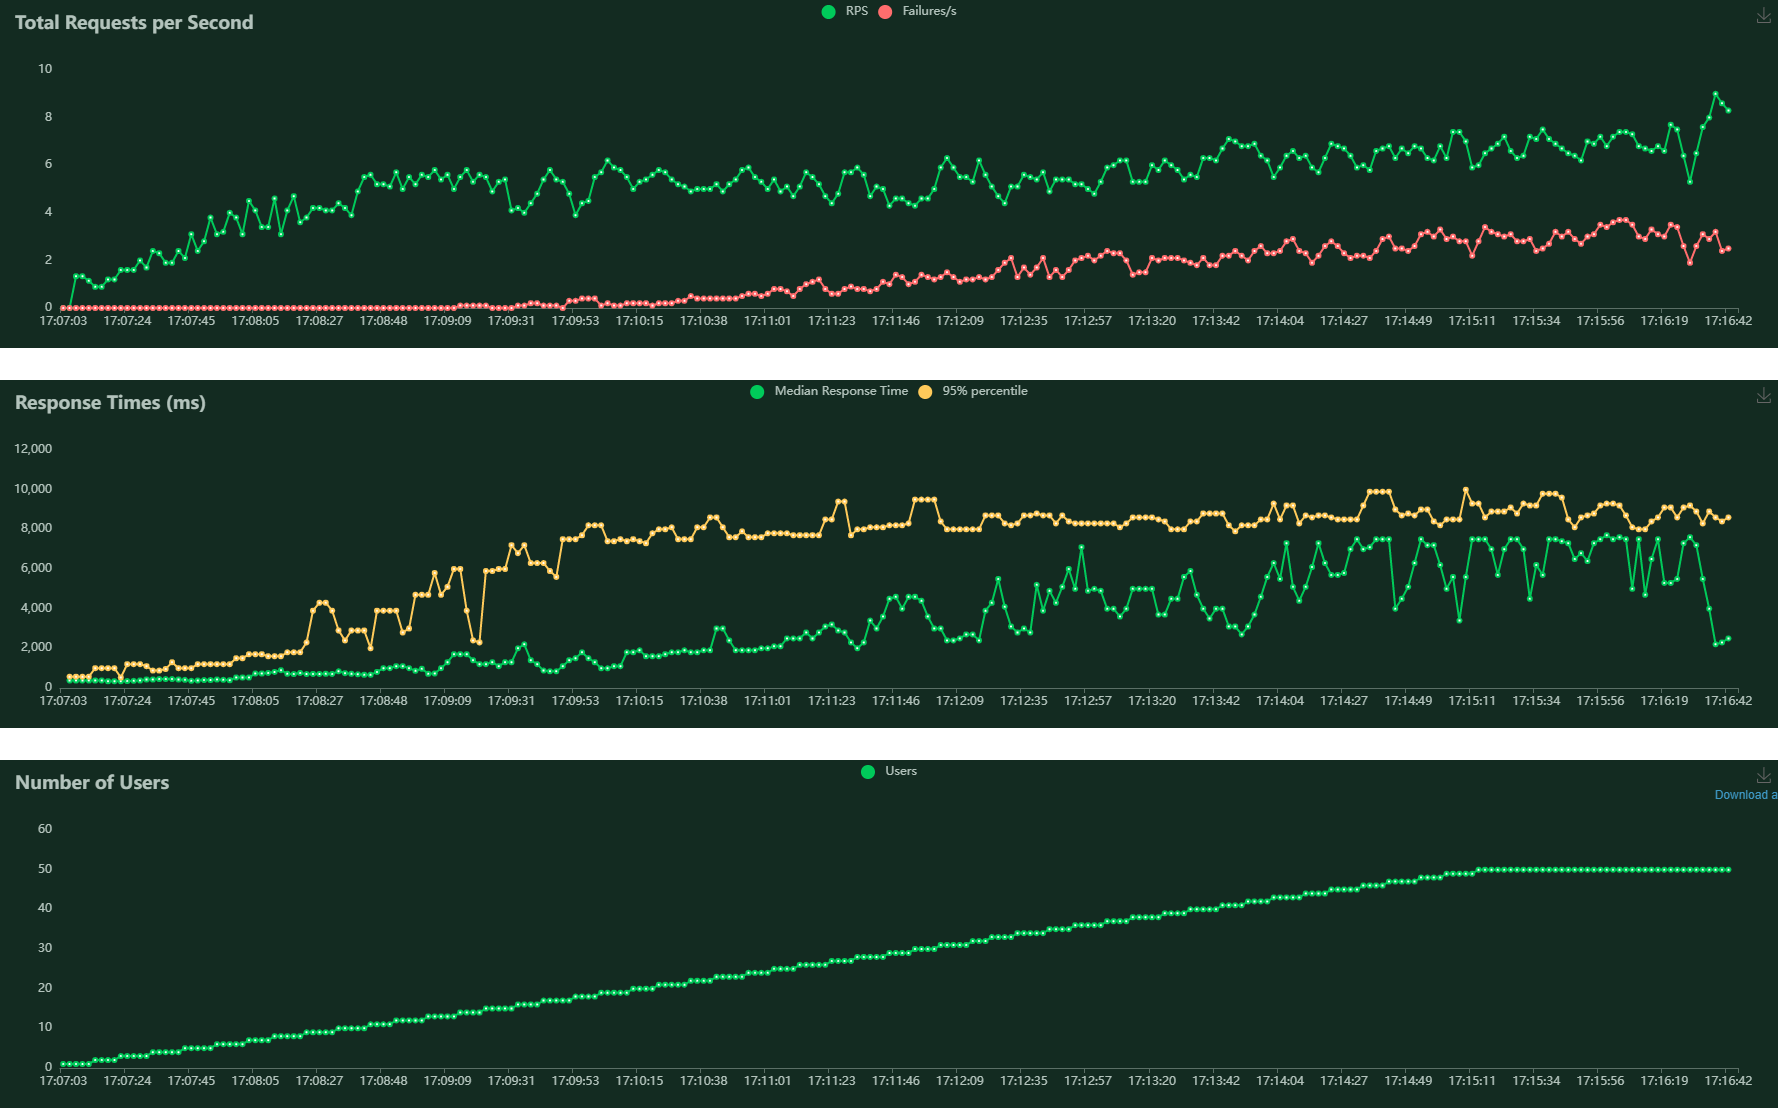 Total Requests per Second
RPS Failures/s
10
8
6
4
2
0
17:07:03 17:07:24 17:07:45 17:08:05 17:08:27 17:08:48 17:09:09 17:09:31 17:09:53 17:10:15 17:10:38 17:11:01 17:11:23 17:11:46 17:12:09 17:12:35 17:12:57 17:13:20 17:13:42 17:14:04 17:14:27 17:14:49 17:15:11 17:15:34 17:15:56 17:16:19 17:16:42
Response Times (ms)
Median Response Time 95% percentile
12,000
10,000
8,000
6,000
4,000
2,000
0
17:07:03 17:07:24 17:07:45 17:08:05 17:08:27 17:08:48 17:09:09 17:09:31 17:09:53 17:10:15 17:10:38 17:11:01 17:11:23 17:11:46 17:12:09 17:12:35 17:12:57 17:13:20 17:13:42 17:14:04 17:14:27 17:14:49 17:15:11 17:15:34 17:15:56 17:16:19 17:16:42
Number of Users
Users
Download a
60
50
40
30
20
10
0
17:07:03 17:07:24 17:07:45 17:08:05 17:08:27 17:08:48 17:09:09 17:09:31 17:09:53 17:10:15 17:10:38 17:11:01 17:11:23 17:11:46 17:12:09 17:12:35 17:12:57 17:13:20 17:13:42 17:14:04 17:14:27 17:14:49 17:15:11 17:15:34 17:15:56 17:16:19 17:16:42